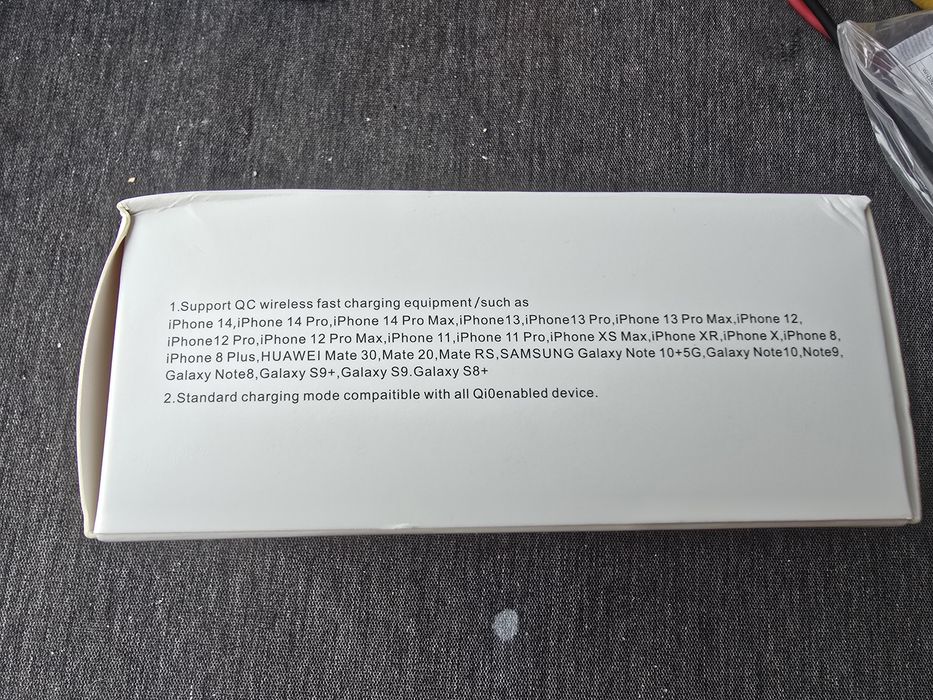 1.Support QC wireless fast charging equipment/such as
iPhone 14,iPhone 14 Pro,iPhone 14 Pro Max,iPhone13,iPhone13 Pro,iPhone 13 Pro Max,iPhone 12,
iPhone12 Pro,iPhone 12 Pro Max,iPhone 11,iPhone 11 Pro,iPhone XS Max,iPhone XR,iPhone X,iPhone 8,
iPhone 8 Plus,HUAWEI Mate 30,Mate 20,Mate RS,SAMSUNG Galaxy Note 10+5G,Galaxy Note10,Note9,
Galaxy Note8,Galaxy S9+,Galaxy S9.Galaxy S8+
2.Standard charging mode compaitible with all Qi0enabled device.